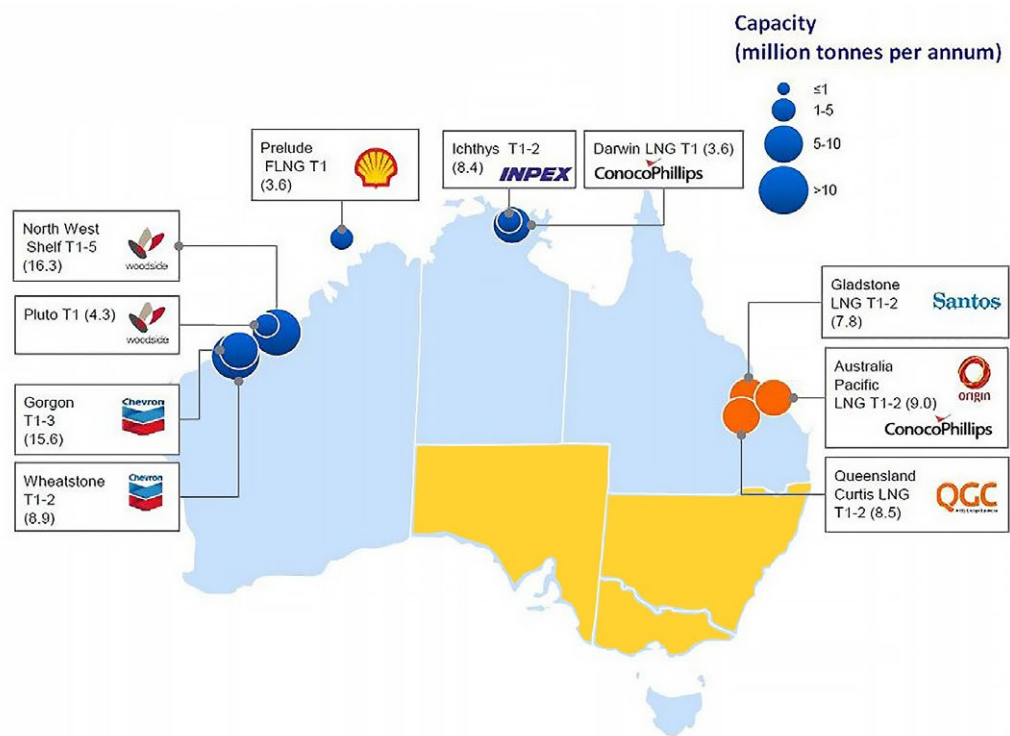 Capacity
(million tonnes per annum)
≤1
1-5
5-10
>10
Prelude
FLNG T1
(3.6)
Ichthys T1-2
(8.4)
INPEX
Darwin LNG T1 (3.6)
ConocoPhillips
North West
Shelf T1-5
(16.3)
woodside
Pluto T1 (4.3)
woodside
Gorgon
T1-3
(15.6)
Chevron
Wheatstone
T1-2
(8.9)
Chevron
Gladstone
LNG T1-2
(7.8)
Santos
Australia
Pacific
LNG T1-2 (9.0)
origin
ConocoPhillips
Queensland
Curtis LNG
T1-2 (8.5)
QGC